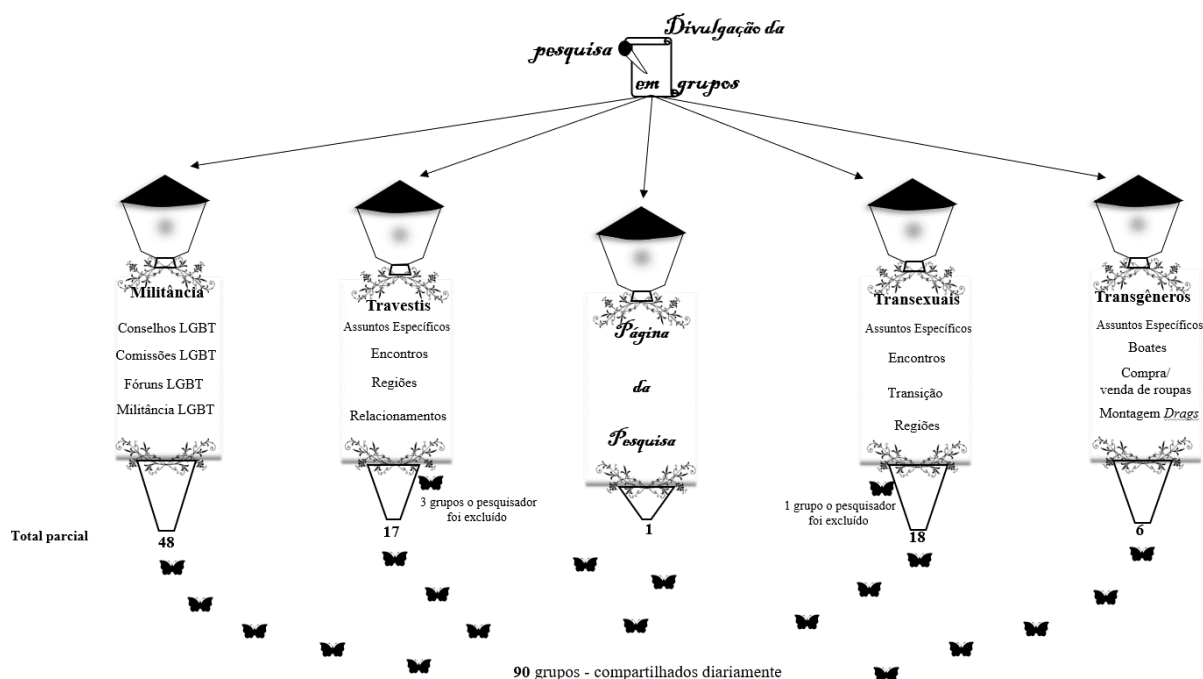 Divulgação da
pesquisa
em grupos
Militância
Conselhos LGBT
Comissões LGBT
Fóruns LGBT
Militância LGBT
Travestis
Assuntos Específicos
Encontros
Regiões
Relacionamentos
Página
da
Pesquisa
Transexuais
Assuntos Específicos
Encontros
Transição
Regiões
Transgêneros
Assuntos Específicos
Boates
Compra/
venda de roupas
Montagem Drags
3 grupos o pesquisador
foi excluído
1 grupo o pesquisador
foi excluído
Total parcial
48
17
1
18
6
90 grupos - compartilhados diariamente